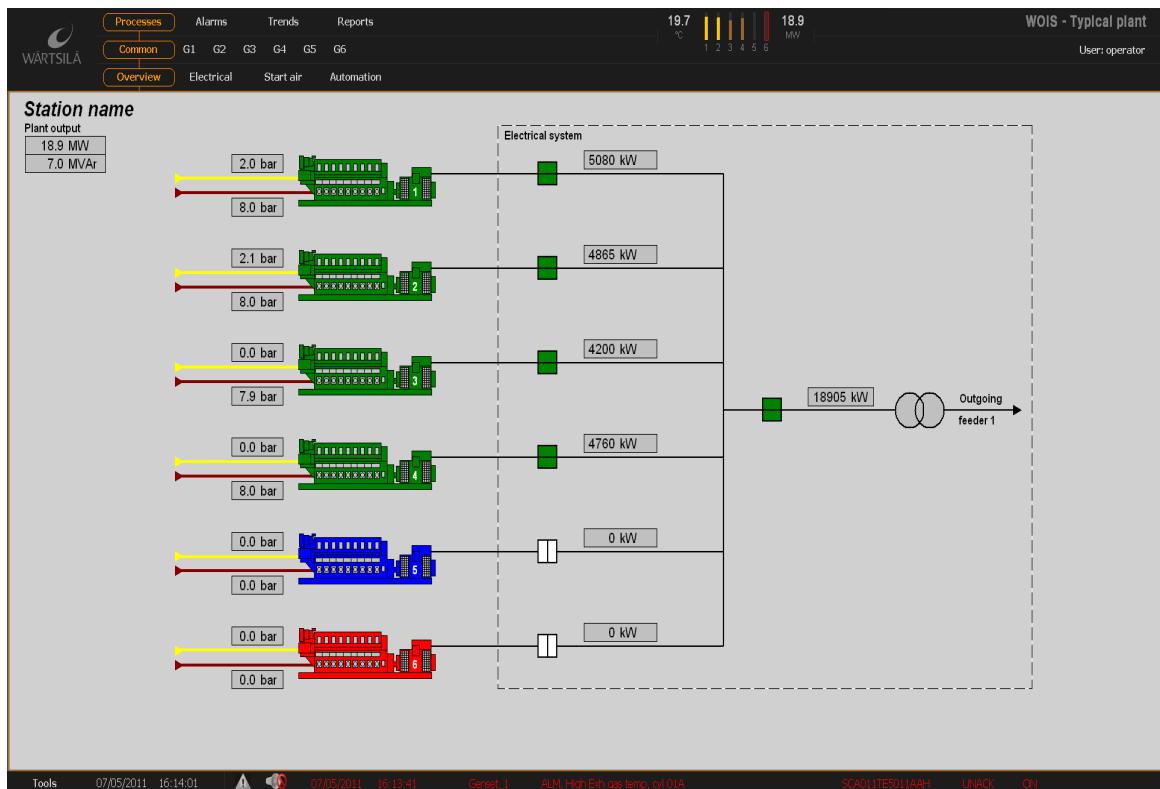 Processes Alarms Trends Reports 19.7 18.9 WOIS - Typical plant
°C 1 2 3 4 5 6 MW
WÄRTSILÄ Common G1 G2 G3 G4 G5 G6 User: operator
Overview Electrical Start air Automation
Station name
Plant output
18.9 MW
7.0 MVAr
Electrical system
2.0 bar 5080 kW
1
8.0 bar
2.1 bar 4865 kW
2
8.0 bar
0.0 bar 4200 kW
3
7.9 bar
18905 kW Outgoing
feeder 1
0.0 bar 4760 kW
4
8.0 bar
0.0 bar 0 kW
5
0.0 bar
0.0 bar 0 kW
6
0.0 bar
Tools 07/05/2011 16:14:01 07/05/2011 16:13:41 Genset 1 ALM. High Exh gas temp, cyl 01A SCA011TE5011AAH UNACK ON